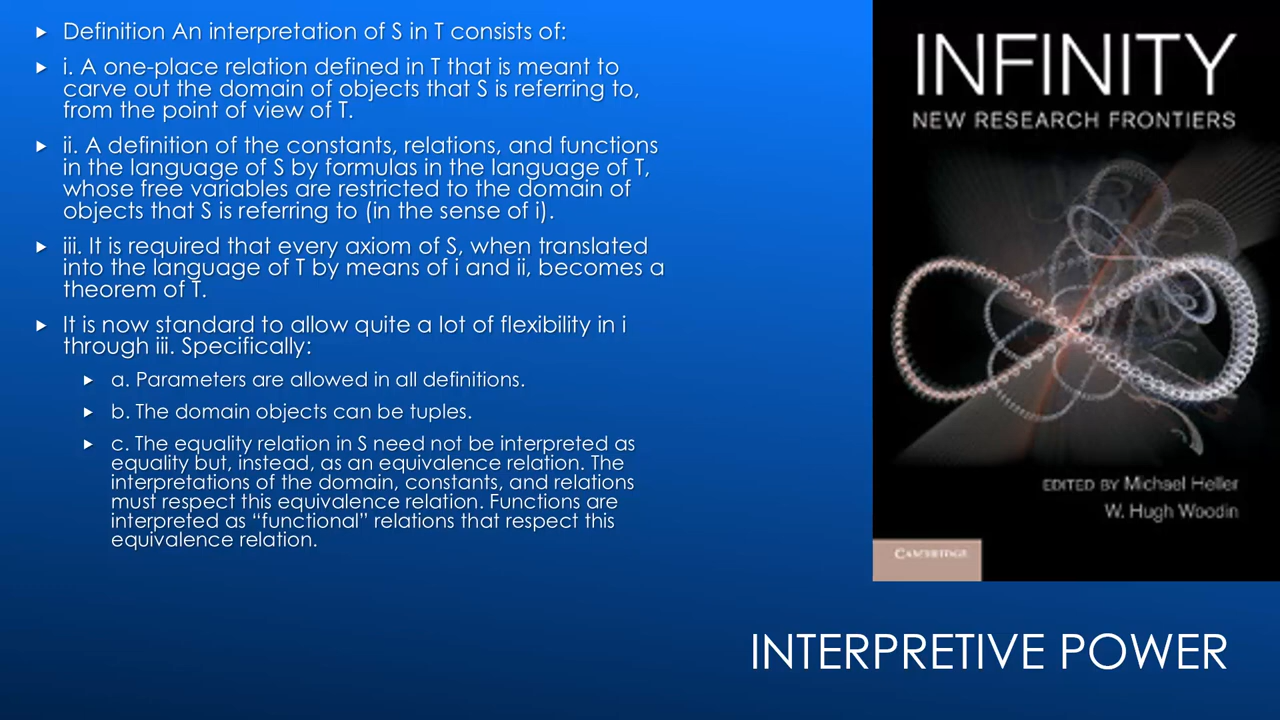 Definition An interpretation of S in T consists of:
i. A one-place relation defined in T that is meant to
carve out the domain of objects that S is referring to,
from the point of view of T.
ii. A definition of the constants, relations, and functions
in the language of S by formulas in the language of T,
whose free variables are restricted to the domain of
objects that S is referring to (in the sense of i).
iii. It is required that every axiom of S, when translated
into the language of T by means of i and ii, becomes a
theorem of T.
It is now standard to allow quite a lot of flexibility in i
through iii. Specifically:
a. Parameters are allowed in all definitions.
b. The domain objects can be tuples.
c. The equality relation in S need not be interpreted as
equality but, instead, as an equivalence relation. The
interpretations of the domain, constants, and relations
must respect this equivalence relation. Functions are
interpreted as “functional” relations that respect this
equivalence relation.
INFINITY
NEW RESEARCH FRONTIERS
EDITED BY Michael Heller
W. Hugh Woodin
CAMBRIDGE
INTERPRETIVE POWER